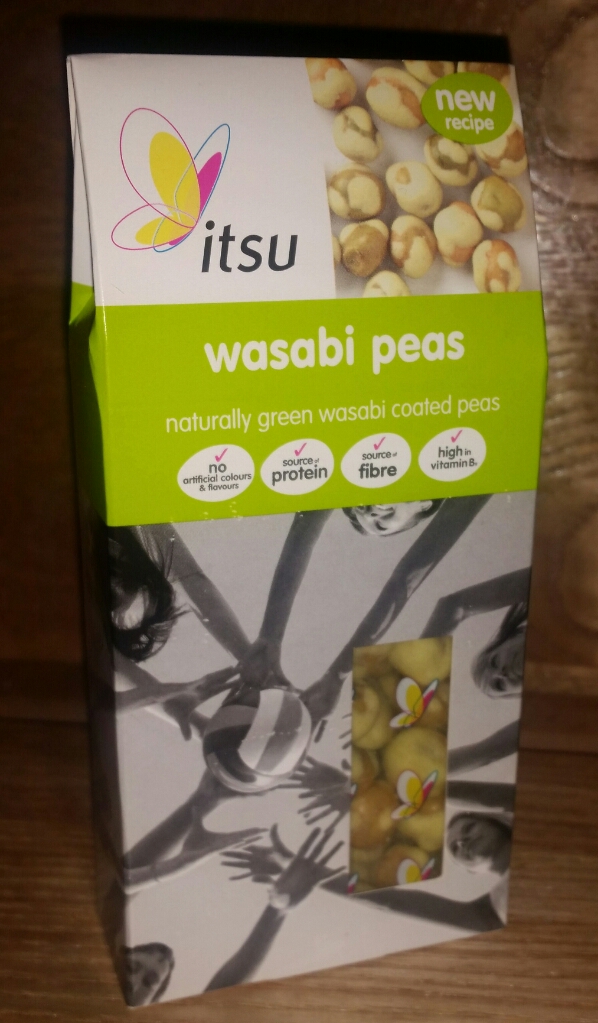 new
recipe
itsu
wasabi peas
naturally green wasabi coated peas
no
artificial colours
& flavours
source of
protein
source of
fibre
high in
vitamin B₁